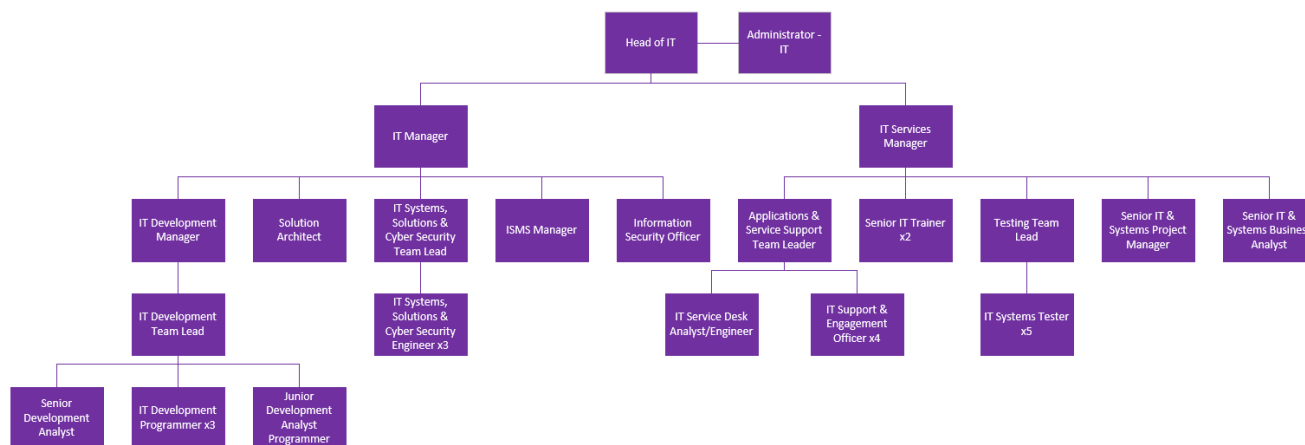 Head of IT
Administrator -
IT
IT Manager
IT Services
Manager
IT Development
Manager
Solution
Architect
IT Systems,
Solutions &
Cyber Security
Team Lead
ISMS Manager
Information
Security Officer
Applications &
Service Support
Team Leader
Senior IT Trainer
x2
Testing Team
Lead
Senior IT &
Systems Project
Manager
Senior IT &
Systems Busines
Analyst
IT Development
Team Lead
IT Systems,
Solutions &
Cyber Security
Engineer x3
IT Service Desk
Analyst/Engineer
IT Support &
Engagement
Officer x4
IT Systems Tester
x5
Senior
Development
Analyst
IT Development
Programmer x3
Junior
Development
Analyst
Programmer